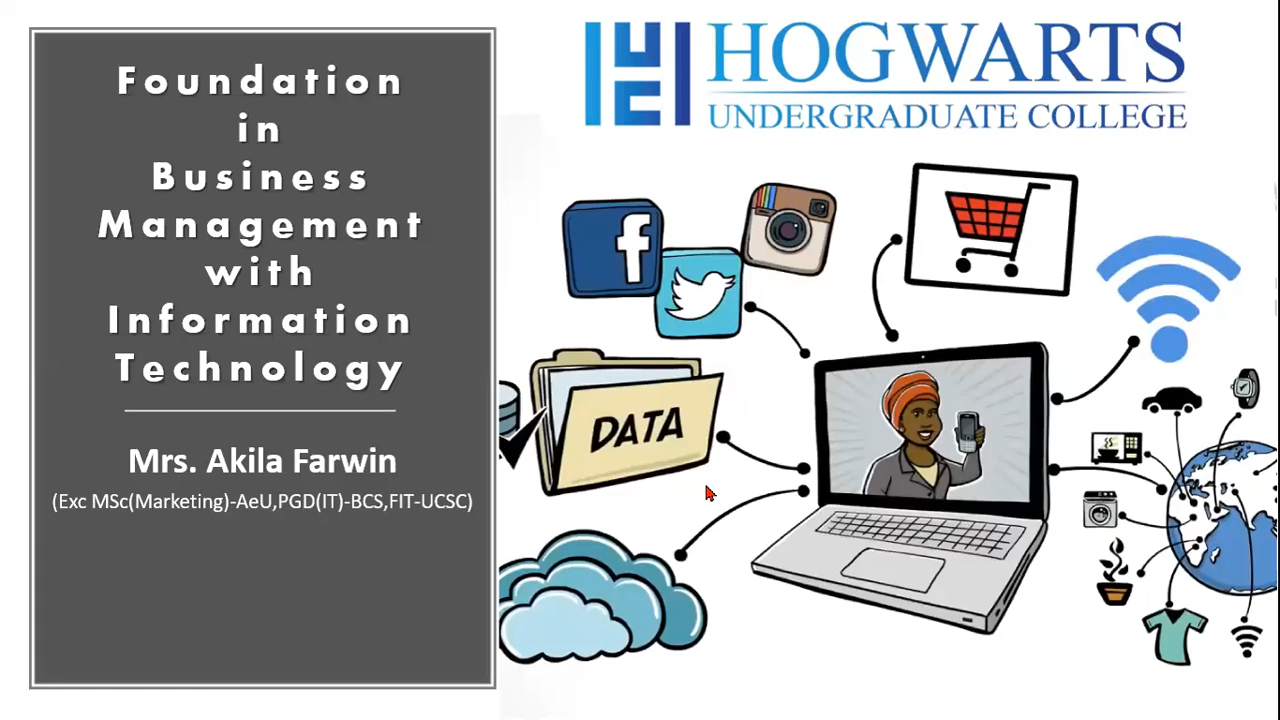 Foundation
in
Business
Management
with
Information
Technology
Mrs. Akila Farwin
(Exc MSc(Marketing)-AeU,PGD(IT)-BCS,FIT-UCSC)
HOGWARTS
UNDERGRADUATE COLLEGE
f
DATA